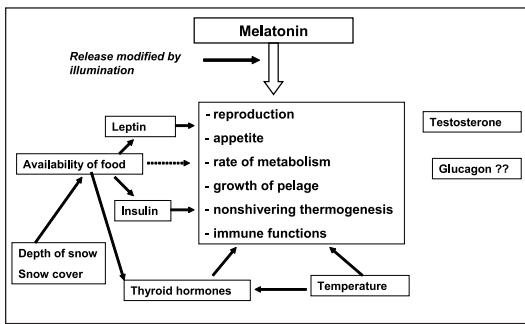 Melatonin
Release modified by
illumination
- reproduction
- appetite
- rate of metabolism
- growth of pelage
- nonshivering thermogenesis
- immune functions
Leptin
Availability of food
Insulin
Depth of snow
Snow cover
Thyroid hormones
Temperature
Testosterone
Glucagon ??